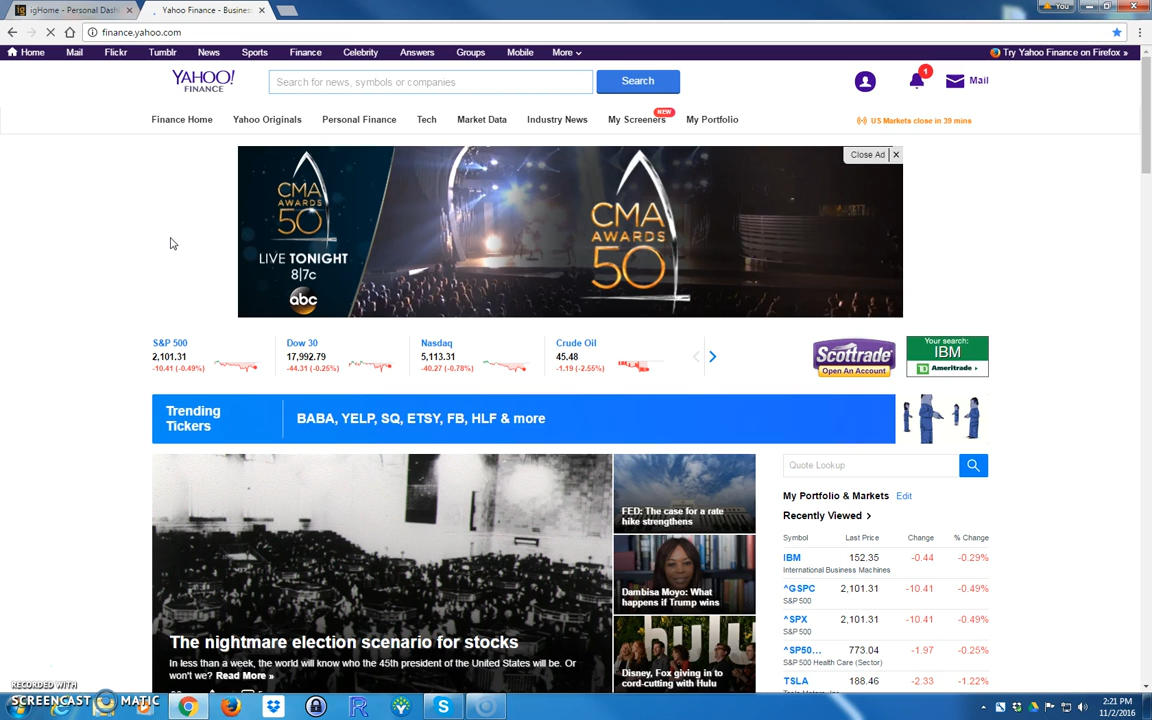 igHome - Personal Dash
Yahoo Finance - Busines
You
finance.yahoo.com
Home Mail Flickr Tumblr News Sports Finance Celebrity Answers Groups Mobile More
Try Yahoo Finance on Firefox »
YAHOO!
FINANCE
Search for news, symbols or companies
Search
1
Mail
Finance Home Yahoo Originals Personal Finance Tech Market Data Industry News My Screeners NEW My Portfolio
US Markets close in 39 mins
Close Ad X
CMA
AWARDS
50
LIVE TONIGHT
8|7c
abc
CMA
AWARDS
50
S&P 500 Dow 30 Nasdaq Crude Oil
2,101.31 17,992.79 5,113.31 45.48
-10.41 (-0.49%) -44.31 (-0.25%) -40.27 (-0.78%) -1.19 (-2.55%)
Scottrade
Open An Account
Your search:
IBM
TD Ameritrade
Trending
Tickers
BABA, YELP, SQ, ETSY, FB, HLF & more
The nightmare election scenario for stocks
In less than a week, the world will know who the 45th president of the United States will be. Or
won't we? Read More »
FED: The case for a rate
hike strengthens
Dambisa Moyo: What
happens if Trump wins
hulu
Disney, Fox giving in to
cord-cutting with Hulu
Quote Lookup
My Portfolio & Markets Edit
Recently Viewed
Symbol Last Price Change % Change
IBM 152.35 -0.44 -0.29%
International Business Machines
^GSPC 2,101.31 -10.41 -0.49%
S&P 500
^SPX 2,101.31 -10.41 -0.49%
S&P 500
^SP50... 773.04 -1.97 -0.25%
S&P 500 Health Care (Sector)
TSLA 188.46 -2.33 -1.22%
RECORDED WITH
SCREENCAST MATIC
2:21 PM
11/2/2016